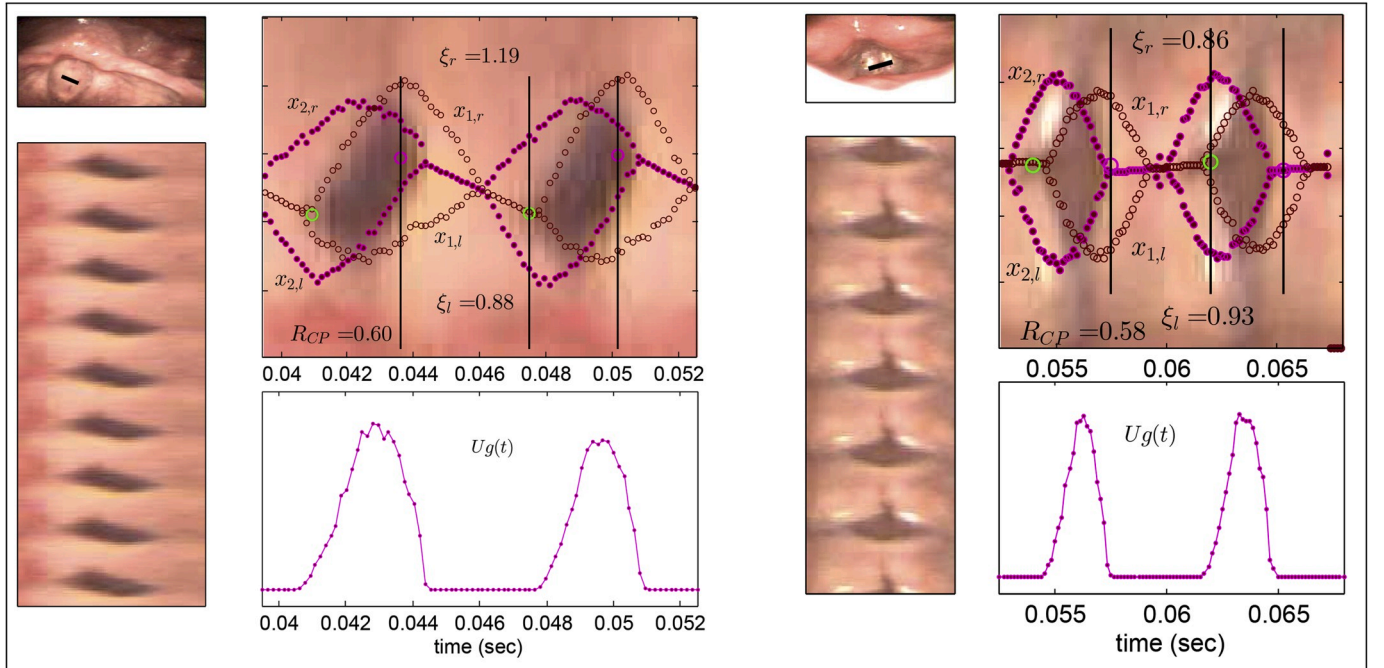 ξr =1.19
x2,r
x1,r
x1,l
x2,l
ξl =0.88
RCP =0.60
0.04 0.042 0.044 0.046 0.048 0.05 0.052
Ug(t)
0.04 0.042 0.044 0.046 0.048 0.05 0.052
time (sec)
ξr =0.86
x2,r
x1,r
x1,l
x2,l
ξl =0.93
RCP =0.58
0.055 0.06 0.065
Ug(t)
0.055 0.06 0.065
time (sec)